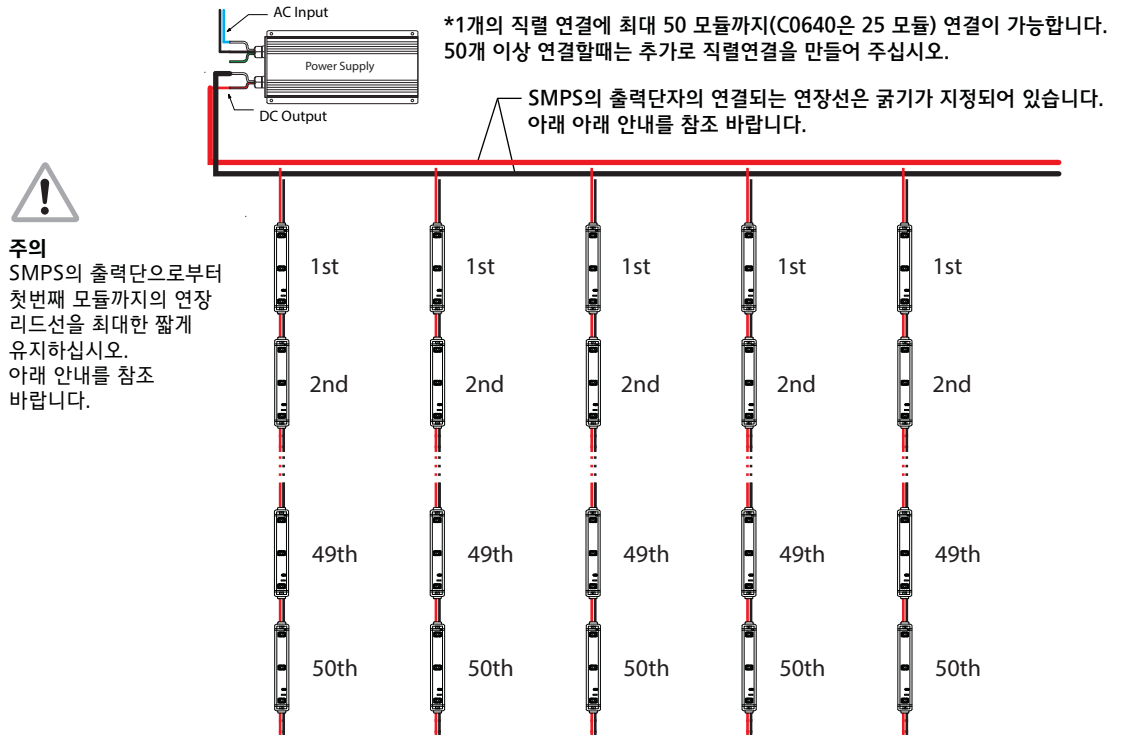 AC Input
Power Supply
DC Output
*1개의 직렬 연결에 최대 50 모듈까지(C0640은 25 모듈) 연결이 가능합니다.
50개 이상 연결할때는 추가로 직렬연결을 만들어 주십시오.
SMPS의 출력단자의 연결되는 연장선은 굵기가 지정되어 있습니다.
아래 아래 안내를 참조 바랍니다.
주의
SMPS의 출력단으로부터
첫번째 모듈까지의 연장
리드선을 최대한 짧게
유지하십시오.
아래 안내를 참조
바랍니다.
1st 1st 1st 1st 1st
2nd 2nd 2nd 2nd 2nd
49th 49th 49th 49th 49th
50th 50th 50th 50th 50th